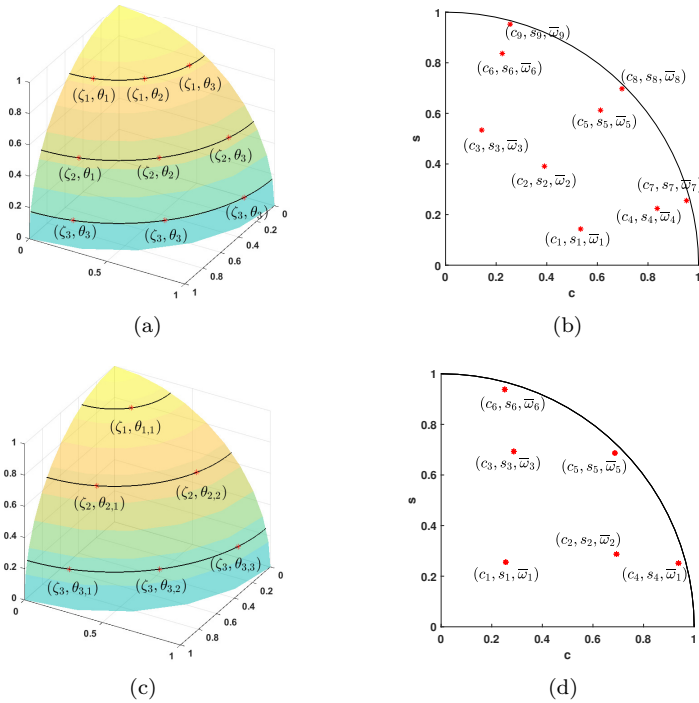 (ζ₁, θ₁) (ζ₁, θ₂) (ζ₁, θ₃)
(ζ₂, θ₁) (ζ₂, θ₂) (ζ₂, θ₃)
(ζ₃, θ₃) (ζ₃, θ₃) (ζ₃, θ₃)
1
0.8
0.6
0.4
0.2
0
0 0.5 1
1 0.8 0.6 0.4 0.2 0
(a)
(c₉, s₉, ω̅₉)
(c₆, s₆, ω̅₆)
(c₈, s₈, ω̅₈)
(c₅, s₅, ω̅₅)
(c₃, s₃, ω̅₃)
(c₂, s₂, ω̅₂)
(c₇, s₇, ω̅₇)
(c₄, s₄, ω̅₄)
(c₁, s₁, ω̅₁)
1
0.8
0.6
0.4
0.2
0
s
0 0.2 0.4 0.6 0.8 1
c
(b)
(ζ₁, θ₁,₁)
(ζ₂, θ₂,₁) (ζ₂, θ₂,₂)
(ζ₃, θ₃,₁) (ζ₃, θ₃,₂) (ζ₃, θ₃,₃)
1
0.8
0.6
0.4
0.2
0
0 0.5 1
1 0.8 0.6 0.4 0.2 0
(c)
(c₆, s₆, ω̅₆)
(c₃, s₃, ω̅₃) (c₅, s₅, ω̅₅)
(c₂, s₂, ω̅₂)
(c₁, s₁, ω̅₁) (c₄, s₄, ω̅₁)
1
0.8
0.6
0.4
0.2
0
s
0 0.2 0.4 0.6 0.8 1
c
(d)